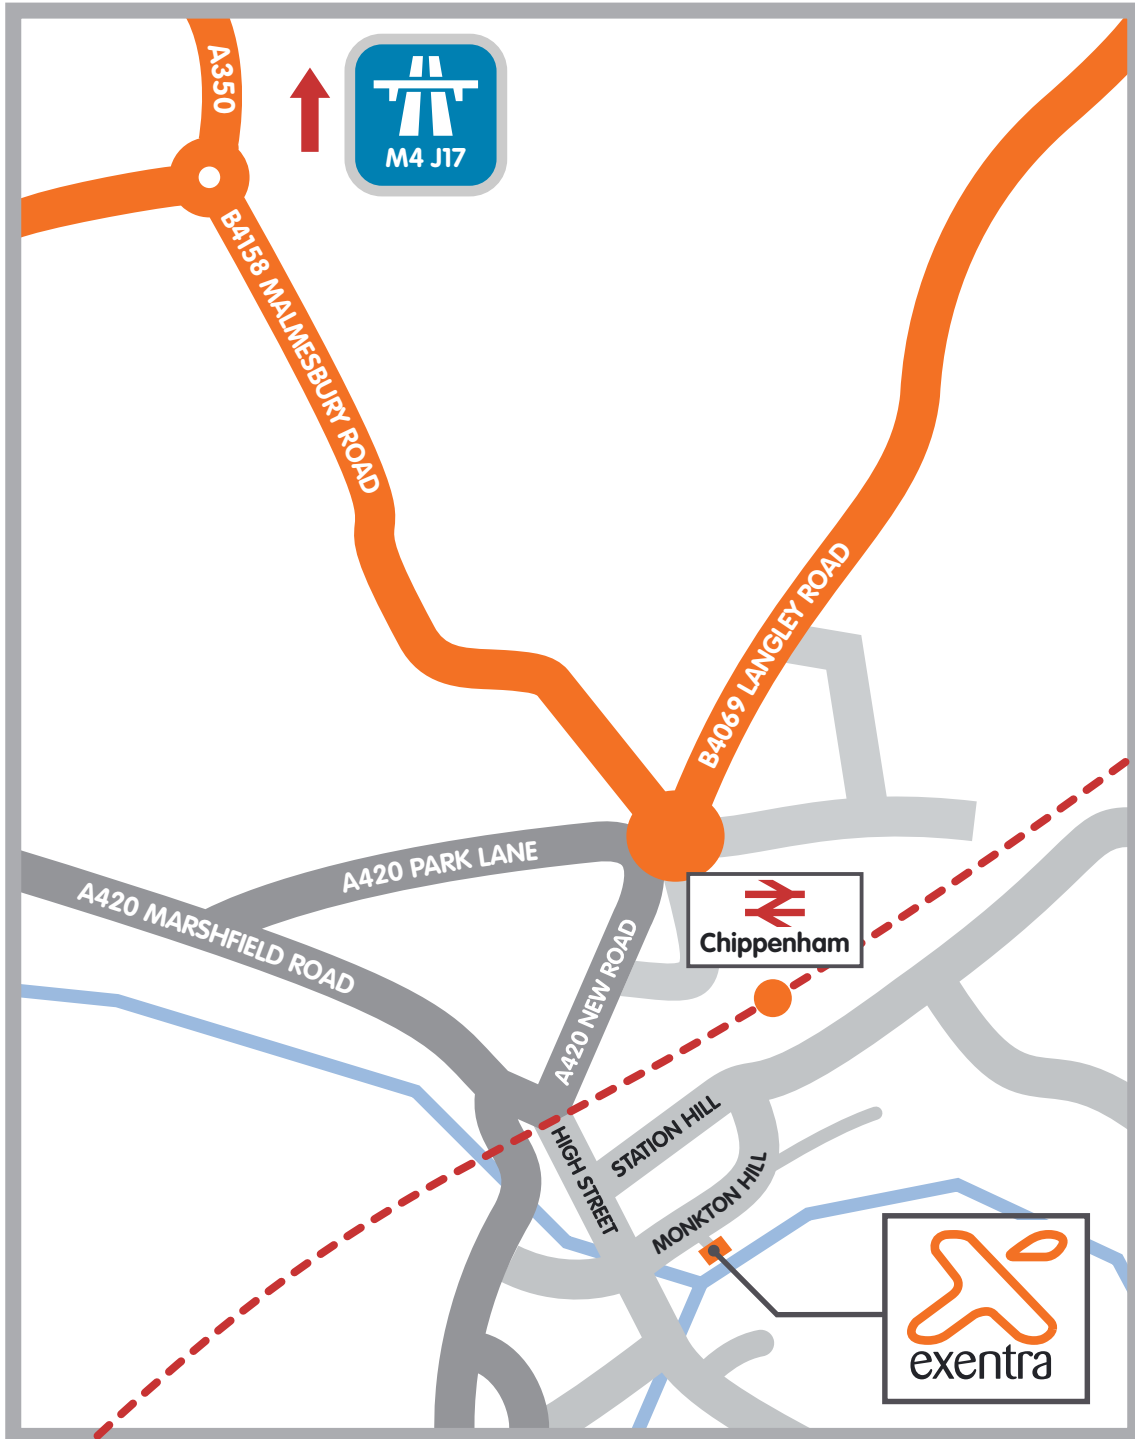 A350
M4 J17
B4158 MALMESBURY ROAD
B4069 LANGLEY ROAD
A420 PARK LANE
A420 MARSHFIELD ROAD
Chippenham
A420 NEW ROAD
STATION HILL
HIGH STREET
MONKTON HILL
exentra